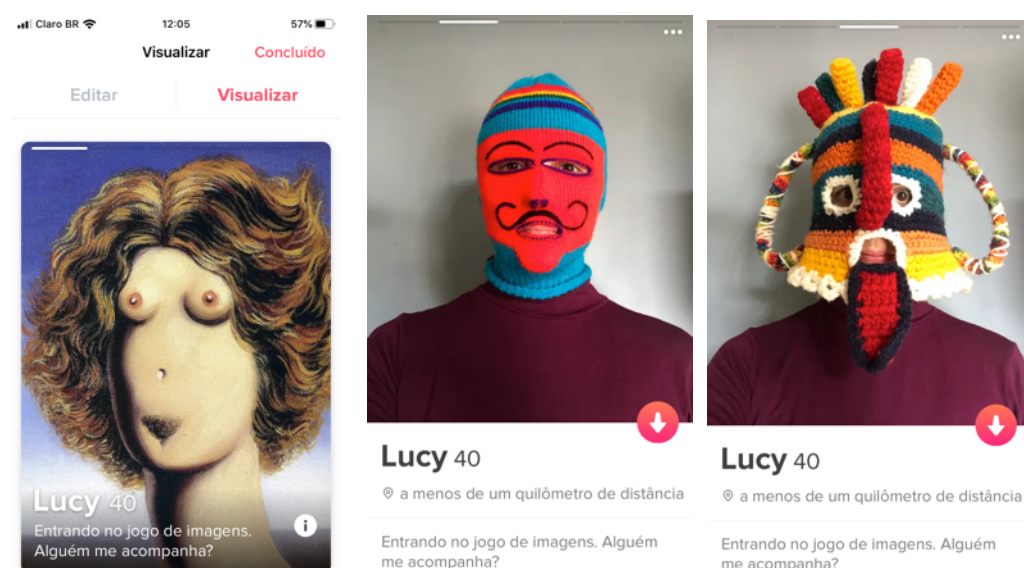 Claro BR 12:05 57%
Visualizar Concluído
Editar Visualizar
Lucy 40
Entrando no jogo de imagens.
Alguém me acompanha?
Lucy 40
a menos de um quilômetro de distância
Entrando no jogo de imagens. Alguém
me acompanha?
Lucy 40
a menos de um quilômetro de distância
Entrando no jogo de imagens. Alguém
me acompanha?